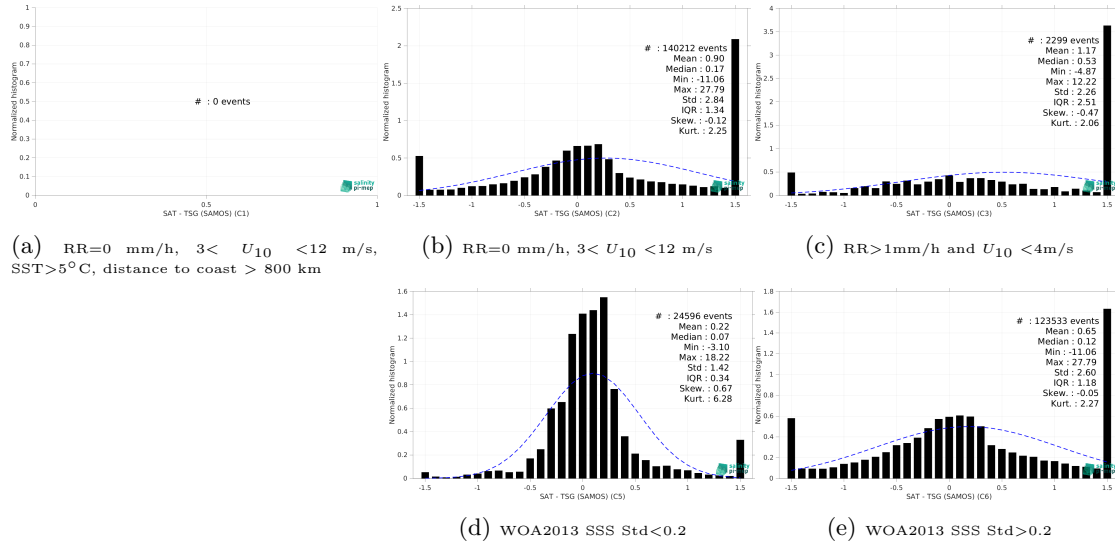 Normalized histogram
1
0.9
0.8
0.7
0.6
0.5
0.4
0.3
0.2
0.1
0
# : 0 events
salinity
pi-mep
0 0.5 1
SAT - TSG (SAMOS) (C1)
(a) RR=0 mm/h, 3< U10 <12 m/s,
SST>5°C, distance to coast > 800 km
Normalized histogram
2.5
2
1.5
1
0.5
0
# : 140212 events
Mean : 0.90
Median : 0.17
Min : -11.06
Max : 27.79
Std : 2.84
IQR : 1.34
Skew. : -0.12
Kurt. : 2.25
salinity
pi-mep
-1.5 -1 -0.5 0 0.5 1 1.5
SAT - TSG (SAMOS) (C2)
(b) RR=0 mm/h, 3< U10 <12 m/s
Normalized histogram
4
3.5
3
2.5
2
1.5
1
0.5
0
# : 2299 events
Mean : 1.17
Median : 0.53
Min : -4.87
Max : 12.22
Std : 2.26
IQR : 2.51
Skew. : -0.47
Kurt. : 2.06
salinity
pi-mep
-1.5 -1 -0.5 0 0.5 1 1.5
SAT - TSG (SAMOS) (C3)
(c) RR>1mm/h and U10 <4m/s
Normalized histogram
1.6
1.4
1.2
1
0.8
0.6
0.4
0.2
0
# : 24596 events
Mean : 0.22
Median : 0.07
Min : -3.10
Max : 18.22
Std : 1.42
IQR : 0.34
Skew. : 0.67
Kurt. : 6.28
salinity
pi-mep
-1.5 -1 -0.5 0 0.5 1 1.5
SAT - TSG (SAMOS) (C5)
(d) WOA2013 SSS Std<0.2
Normalized histogram
1.6
1.4
1.2
1
0.8
0.6
0.4
0.2
0
# : 123533 events
Mean : 0.65
Median : 0.12
Min : -11.06
Max : 27.79
Std : 2.60
IQR : 1.18
Skew. : -0.05
Kurt. : 2.27
salinity
pi-mep
-1.5 -1 -0.5 0 0.5 1 1.5
SAT - TSG (SAMOS) (C6)
(e) WOA2013 SSS Std>0.2